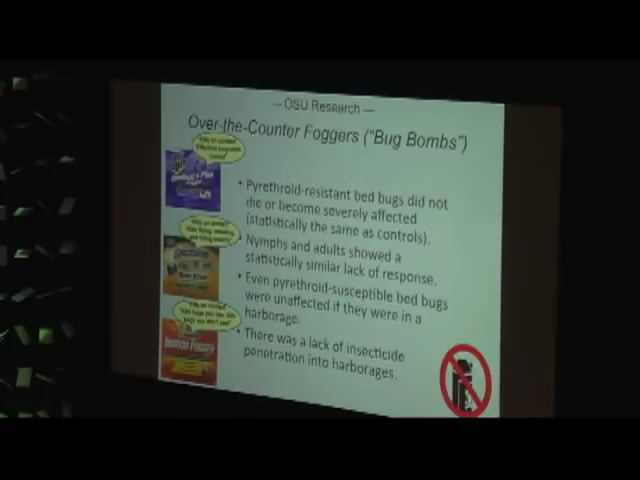 — OSU Research —
Over-the-Counter Foggers ("Bug Bombs")
• Pyrethroid-resistant bed bugs did not
die or become severely affected
(statistically the same as controls).
• Nymphs and adults showed a
statistically similar lack of response.
• Even pyrethroid-susceptible bed bugs
were unaffected if they were in a
harborage.
• There was a lack of insecticide
penetration into harborages.